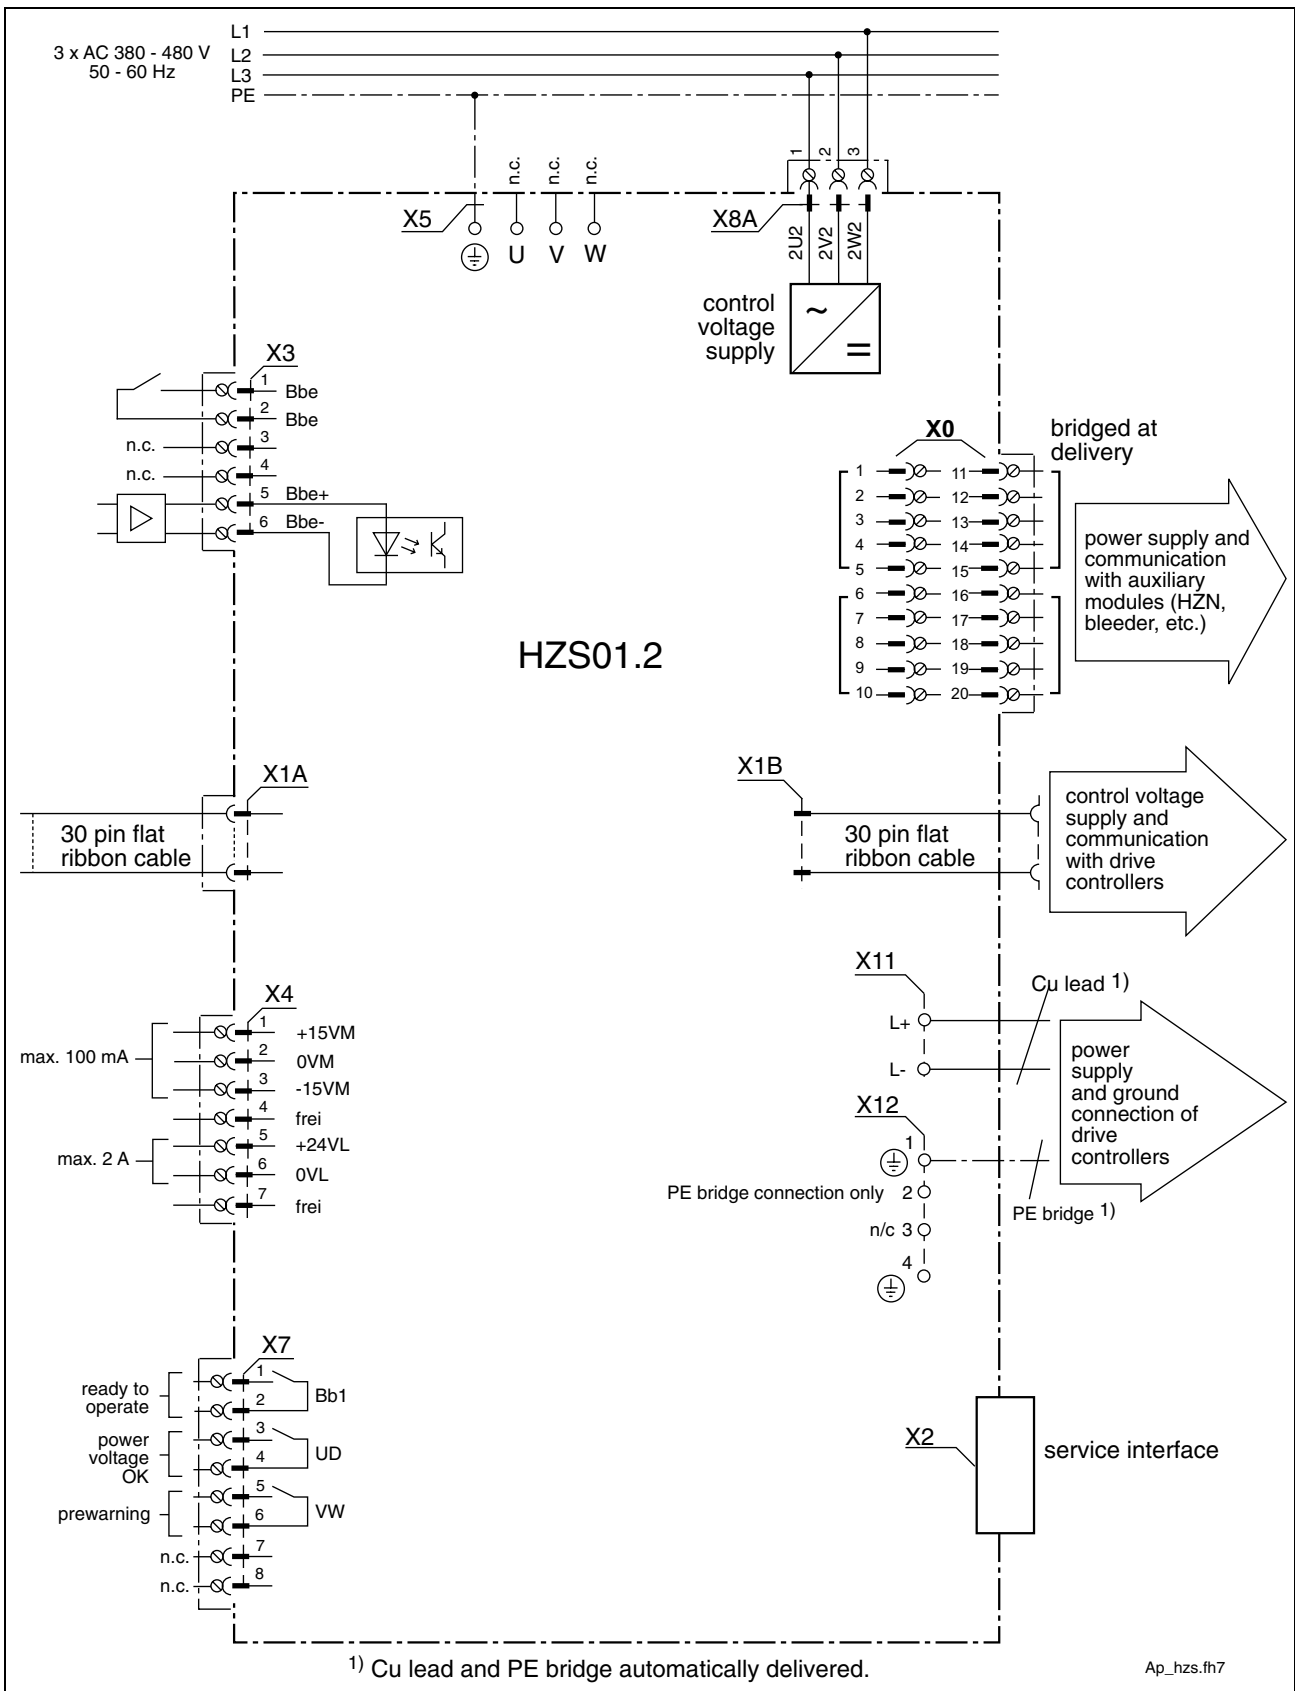 L1
3 x AC 380 - 480 V
50 - 60 Hz
L2
L3
PE
n.c.
n.c.
n.c.
1
2
3
X5
U
V
W
X8A
2U2
2V2
2W2
control
voltage
supply
~
=
X3
1 Bbe
2 Bbe
n.c. 3
n.c. 4
5 Bbe+
6 Bbe-
X0
bridged at
delivery
1 11
2 12
3 13
4 14
5 15
6 16
7 17
8 18
9 19
10 20
power supply and
communication
with auxiliary
modules (HZN,
bleeder, etc.)
HZS01.2
X1A
30 pin flat
ribbon cable
X1B
30 pin flat
ribbon cable
control voltage
supply and
communication
with drive
controllers
X4
max. 100 mA
1 +15VM
2 0VM
3 -15VM
4 frei
max. 2 A
5 +24VL
6 0VL
7 frei
X11
Cu lead 1)
L+
L-
X12
1
PE bridge connection only 2
n/c 3
4
PE bridge 1)
power
supply
and ground
connection of
drive
controllers
X7
ready to
operate
1
2
Bb1
power
voltage
OK
3
4
UD
prewarning
5
6
VW
n.c. 7
n.c. 8
X2
service interface
1) Cu lead and PE bridge automatically delivered.
Ap_hzs.fh7